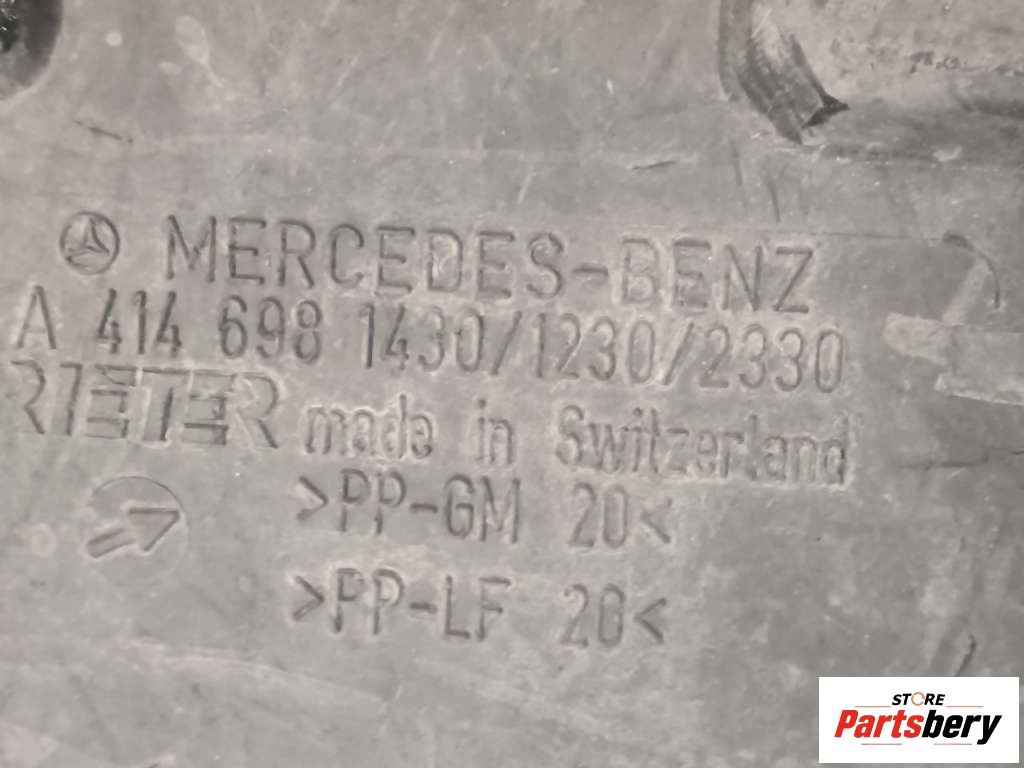 MERCEDES-BENZ
A 414 698 1430/1230/2330
RIETER made in Switzerland
>PP-GM 20<
>PP-LF 20<
STORE
Partsbery